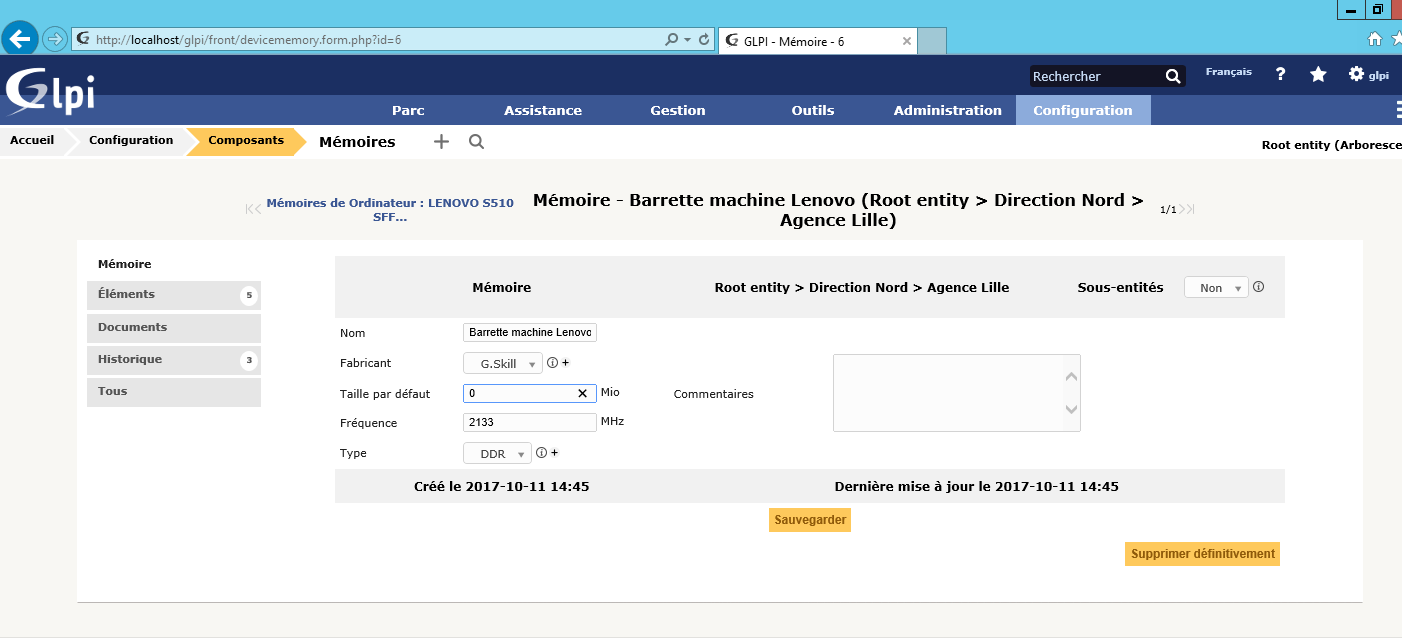 http://localhost/glpi/front/devicememory.form.php?id=6
GLPI - Mémoire - 6
Glpi
Rechercher
Français
?
glpi
Parc
Assistance
Gestion
Outils
Administration
Configuration
Accueil
Configuration
Composants
Mémoires
Root entity (Arboresce
Mémoires de Ordinateur : LENOVO S510
SFF...
Mémoire - Barrette machine Lenovo (Root entity > Direction Nord >
Agence Lille)
1/1
Mémoire
Éléments 5
Documents
Historique 3
Tous
Mémoire
Root entity > Direction Nord > Agence Lille
Sous-entités
Non
Nom Barrette machine Lenovo
Fabricant G.Skill
Taille par défaut 0 Mio
Commentaires
Fréquence 2133 MHz
Type DDR
Créé le 2017-10-11 14:45
Dernière mise à jour le 2017-10-11 14:45
Sauvegarder
Supprimer définitivement